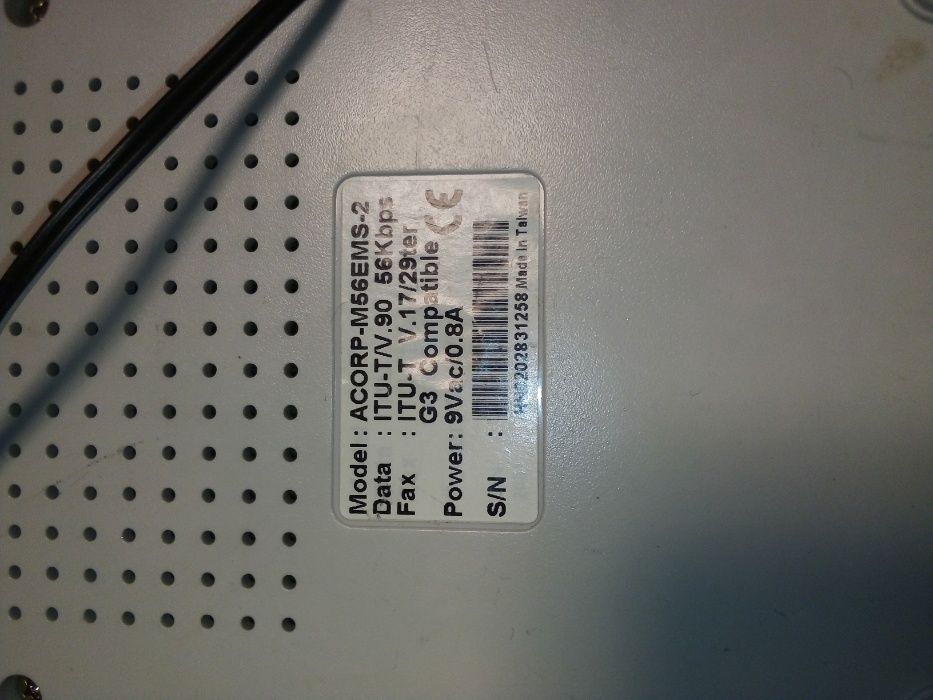 Model: ACORP-M56EMS-2
Data : ITU-T/V.90 56Kbps
Fax : ITU-T V.17/29ter
G3 Compatible CE
Power: 9Vac/0.8A
S/N :
Made In Taiwan